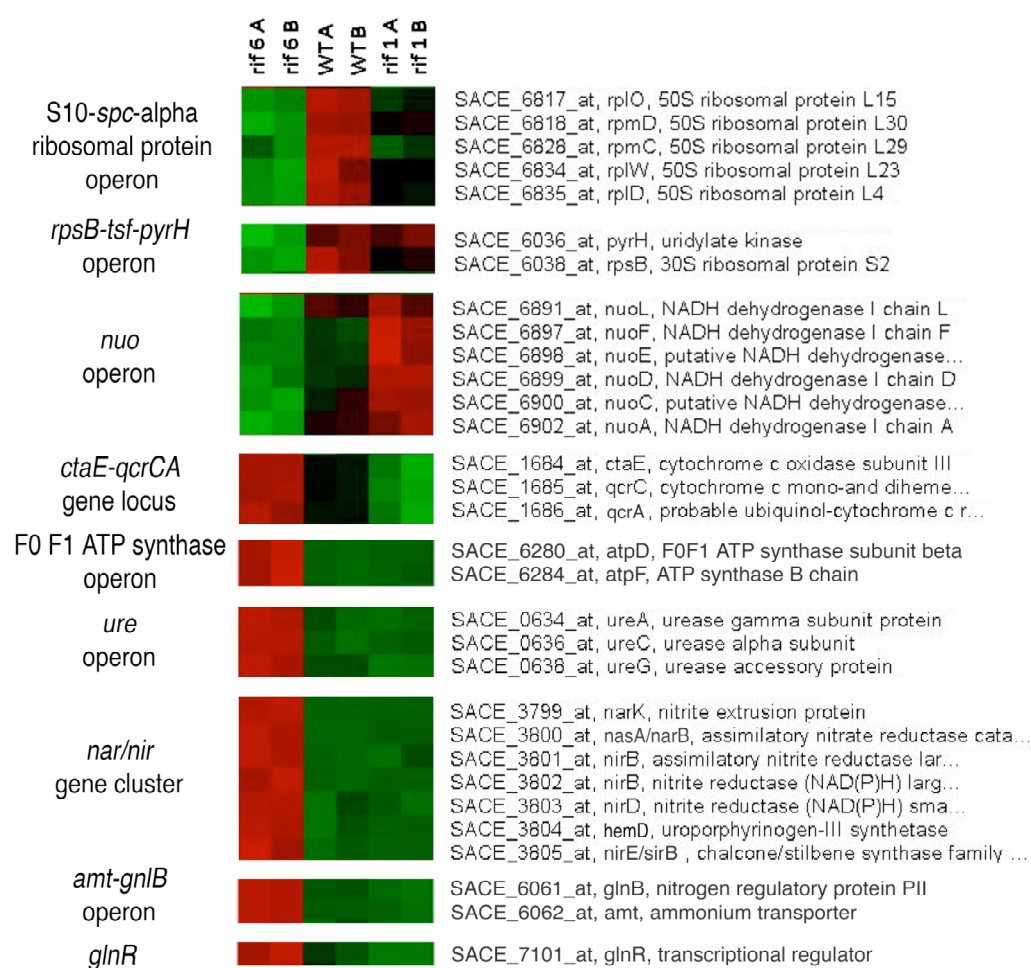 rif6A rif6B WTA WTB rif1A rif1B
S10-spc-alpha
ribosomal protein
operon
SACE_6817_at, rplO, 50S ribosomal protein L15
SACE_6818_at, rpmD, 50S ribosomal protein L30
SACE_6828_at, rpmC, 50S ribosomal protein L29
SACE_6834_at, rplW, 50S ribosomal protein L23
SACE_6835_at, rplD, 50S ribosomal protein L4
rpsB-tsf-pyrH
operon
SACE_6036_at, pyrH, uridylate kinase
SACE_6038_at, rpsB, 30S ribosomal protein S2
nuo
operon
SACE_6891_at, nuoL, NADH dehydrogenase I chain L
SACE_6897_at, nuoF, NADH dehydrogenase I chain F
SACE_6898_at, nuoE, putative NADH dehydrogenase...
SACE_6899_at, nuoD, NADH dehydrogenase I chain D
SACE_6900_at, nuoC, putative NADH dehydrogenase...
SACE_6902_at, nuoA, NADH dehydrogenase I chain A
ctaE-qcrCA
gene locus
SACE_1684_at, ctaE, cytochrome c oxidase subunit III
SACE_1685_at, qcrC, cytochrome c mono-and diheme...
SACE_1686_at, qcrA, probable ubiquinol-cytochrome c r...
F0 F1 ATP synthase
operon
SACE_6280_at, atpD, F0F1 ATP synthase subunit beta
SACE_6284_at, atpF, ATP synthase B chain
ure
operon
SACE_0634_at, ureA, urease gamma subunit protein
SACE_0636_at, ureC, urease alpha subunit
SACE_0638_at, ureG, urease accessory protein
nar/nir
gene cluster
SACE_3799_at, narK, nitrite extrusion protein
SACE_3800_at, nasA/narB, assimilatory nitrate reductase cata...
SACE_3801_at, nirB, assimilatory nitrite reductase lar...
SACE_3802_at, nirB, nitrite reductase (NAD(P)H) larg...
SACE_3803_at, nirD, nitrite reductase (NAD(P)H) sma...
SACE_3804_at, hemD, uroporphyrinogen-III synthetase
SACE_3805_at, nirE/sirB , chalcone/stilbene synthase family ...
amt-gnlB
operon
SACE_6061_at, glnB, nitrogen regulatory protein PII
SACE_6062_at, amt, ammonium transporter
glnR
SACE_7101_at, glnR, transcriptional regulator